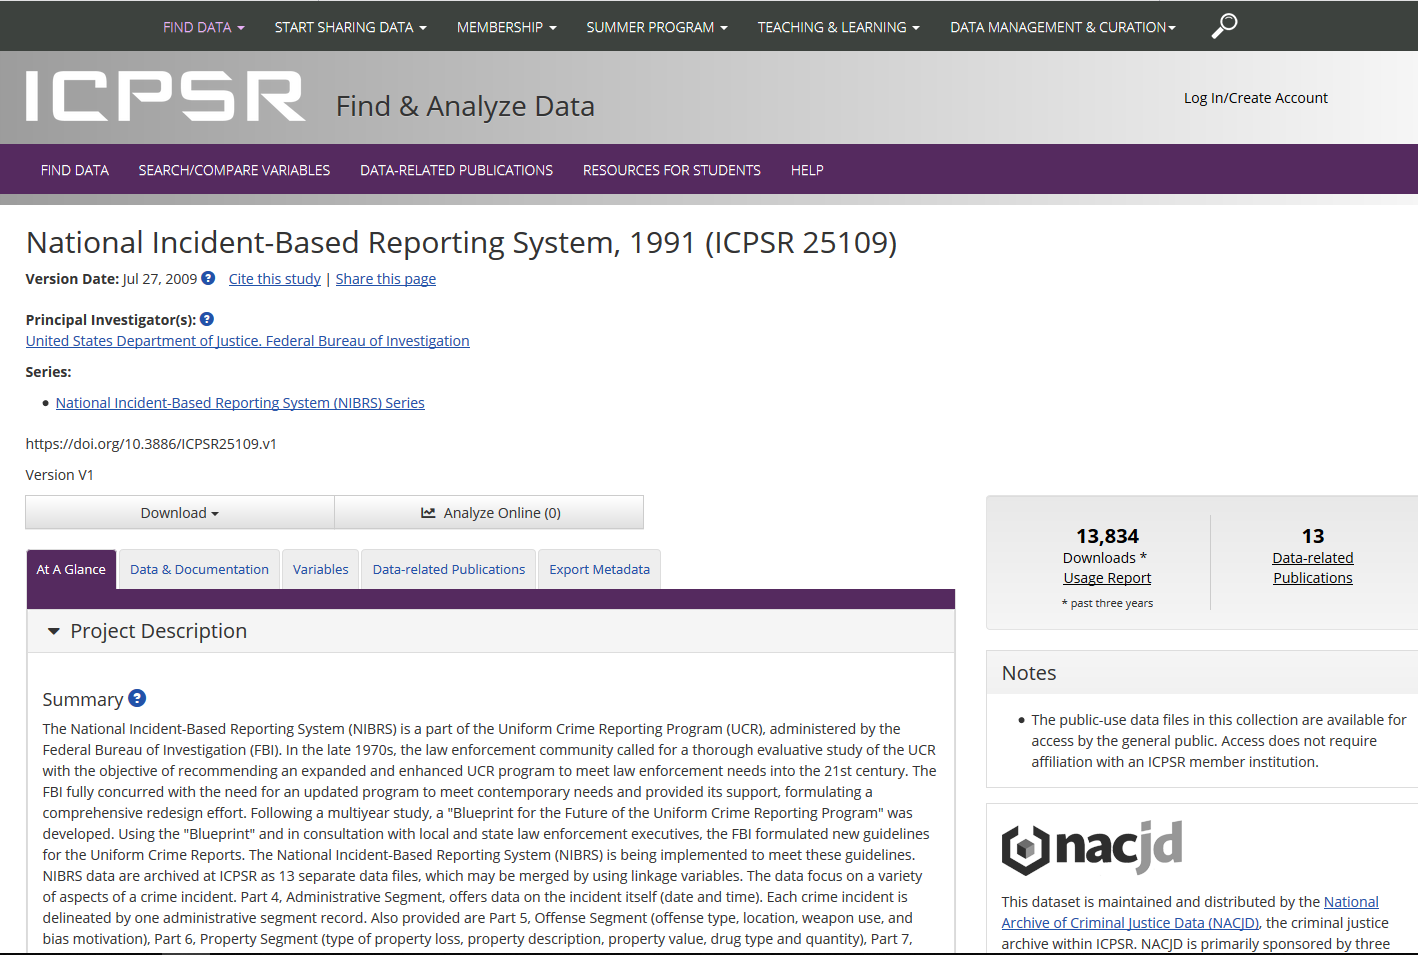 FIND DATA
START SHARING DATA
MEMBERSHIP
SUMMER PROGRAM
TEACHING & LEARNING
DATA MANAGEMENT & CURATION
ICPSR
Find & Analyze Data
Log In/Create Account
FIND DATA
SEARCH/COMPARE VARIABLES
DATA-RELATED PUBLICATIONS
RESOURCES FOR STUDENTS
HELP
National Incident-Based Reporting System, 1991 (ICPSR 25109)
Version Date: Jul 27, 2009 ? Cite this study | Share this page
Principal Investigator(s): ?
United States Department of Justice. Federal Bureau of Investigation
Series:
• National Incident-Based Reporting System (NIBRS) Series
https://doi.org/10.3886/ICPSR25109.v1
Version V1
Download
Analyze Online (0)
At A Glance
Data & Documentation
Variables
Data-related Publications
Export Metadata
Project Description
Summary ?
The National Incident-Based Reporting System (NIBRS) is a part of the Uniform Crime Reporting Program (UCR), administered by the
Federal Bureau of Investigation (FBI). In the late 1970s, the law enforcement community called for a thorough evaluative study of the UCR
with the objective of recommending an expanded and enhanced UCR program to meet law enforcement needs into the 21st century. The
FBI fully concurred with the need for an updated program to meet contemporary needs and provided its support, formulating a
comprehensive redesign effort. Following a multiyear study, a "Blueprint for the Future of the Uniform Crime Reporting Program" was
developed. Using the "Blueprint" and in consultation with local and state law enforcement executives, the FBI formulated new guidelines
for the Uniform Crime Reports. The National Incident-Based Reporting System (NIBRS) is being implemented to meet these guidelines.
NIBRS data are archived at ICPSR as 13 separate data files, which may be merged by using linkage variables. The data focus on a variety
of aspects of a crime incident. Part 4, Administrative Segment, offers data on the incident itself (date and time). Each crime incident is
delineated by one administrative segment record. Also provided are Part 5, Offense Segment (offense type, location, weapon use, and
bias motivation), Part 6, Property Segment (type of property loss, property description, property value, drug type and quantity), Part 7,
13,834
Downloads *
Usage Report
* past three years
13
Data-related
Publications
Notes
• The public-use data files in this collection are available for
access by the general public. Access does not require
affiliation with an ICPSR member institution.
nacjd
This dataset is maintained and distributed by the National
Archive of Criminal Justice Data (NACJD), the criminal justice
archive within ICPSR. NACJD is primarily sponsored by three